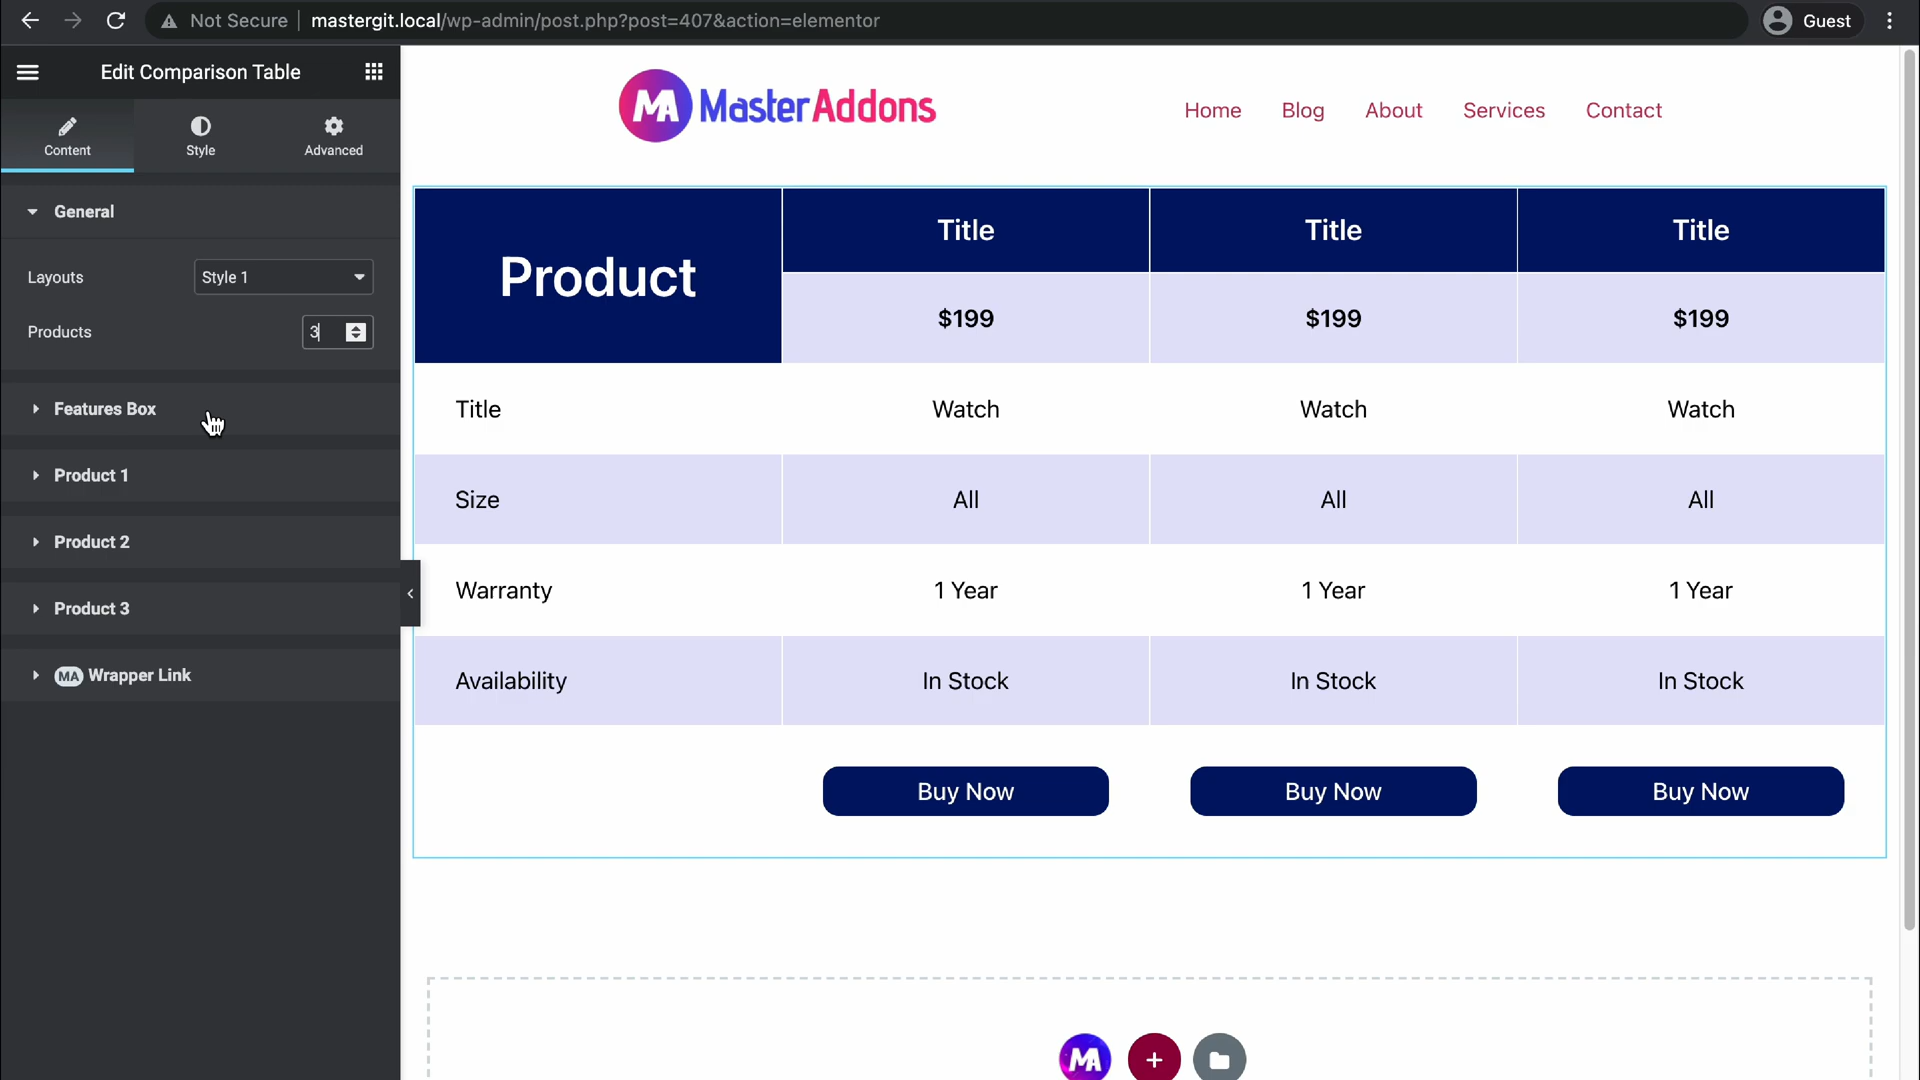 Not Secure mastergit.local/wp-admin/post.php?post=407&action=elementor Guest
Edit Comparison Table
Content Style Advanced
General
Layouts Style 1
Products 3
Features Box
Product 1
Product 2
Product 3
MA Wrapper Link
MA MasterAddons Home Blog About Services Contact
Product Title Title Title
$199 $199 $199
Title Watch Watch Watch
Size All All All
Warranty 1 Year 1 Year 1 Year
Availability In Stock In Stock In Stock
Buy Now Buy Now Buy Now
MA